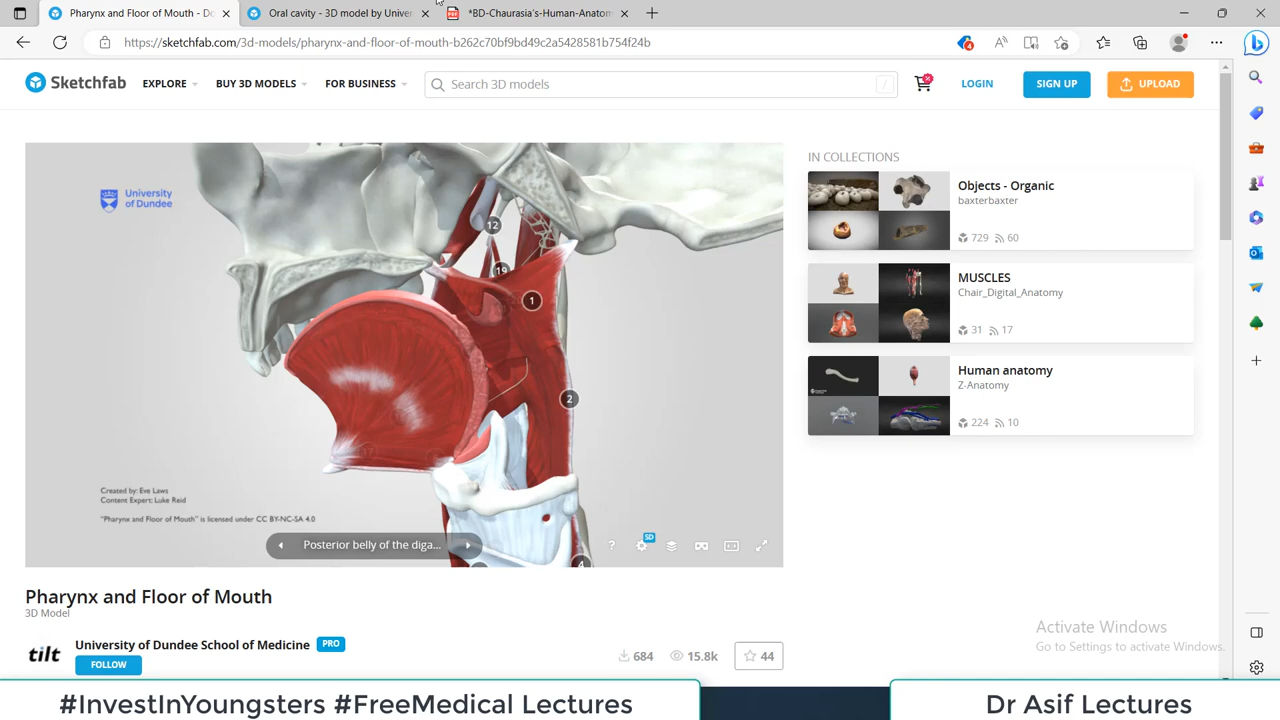 Pharynx and Floor of Mouth - Do
Oral cavity - 3D model by Univer
*BD-Chaurasia's-Human-Anatom
https://sketchfab.com/3d-models/pharynx-and-floor-of-mouth-b262c70bf9bd49c2a5428581b754f24b
4
Sketchfab
EXPLORE
BUY 3D MODELS
FOR BUSINESS
Search 3D models
/
LOGIN
SIGN UP
UPLOAD
University of Dundee
12
19
1
2
17
4
Created by: Eve Laws
Content Expert: Luke Reid
"Pharynx and Floor of Mouth" is licensed under CC BY-NC-SA 4.0
Posterior belly of the diga...
?
SD
IN COLLECTIONS
Objects - Organic
baxterbaxter
729 60
MUSCLES
Chair_Digital_Anatomy
31 17
Human anatomy
Z-Anatomy
224 10
Pharynx and Floor of Mouth
3D Model
tilt
University of Dundee School of Medicine PRO
FOLLOW
684 15.8k 44
Activate Windows
Go to Settings to activate Windows.
#InvestInYoungsters #FreeMedical Lectures
Dr Asif Lectures